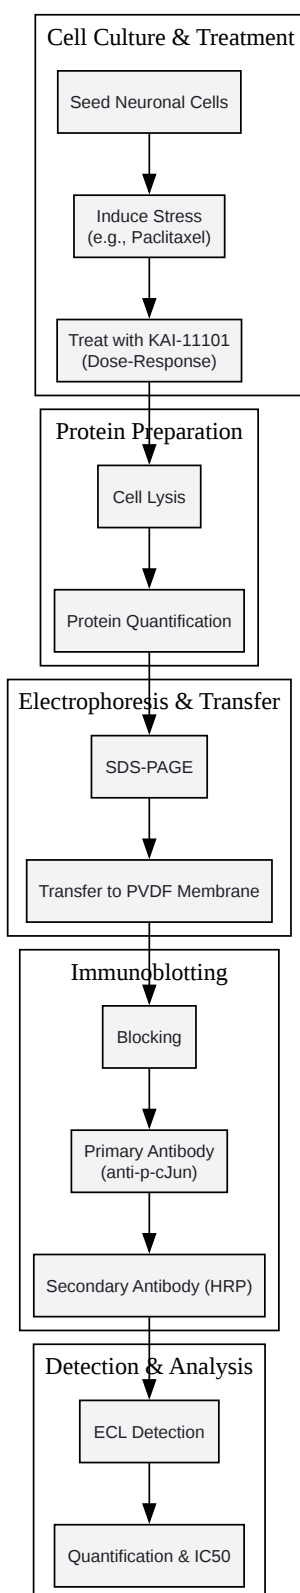 Cell Culture & Treatment
Seed Neuronal Cells
Induce Stress
(e.g., Paclitaxel)
Treat with KAI-11101
(Dose-Response)
Protein Preparation
Cell Lysis
Protein Quantification
Electrophoresis & Transfer
SDS-PAGE
Transfer to PVDF Membrane
Immunoblotting
Blocking
Primary Antibody
(anti-p-cJun)
Secondary Antibody (HRP)
Detection & Analysis
ECL Detection
Quantification & IC50